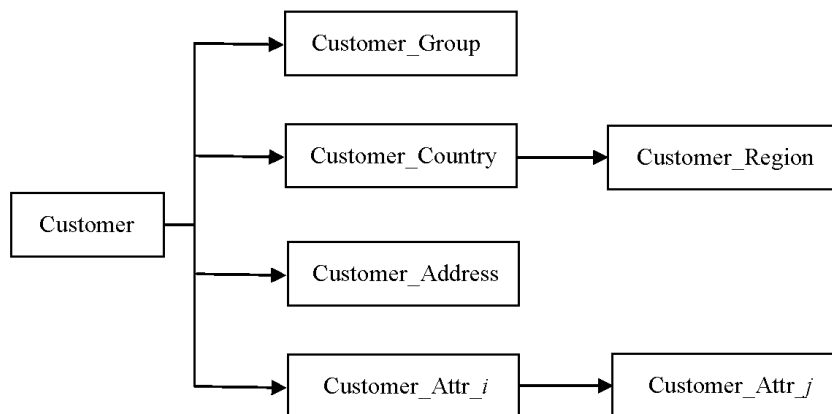 Customer_Group
Customer_Country
Customer_Region
Customer
Customer_Address
Customer_Attr_i
Customer_Attr_j